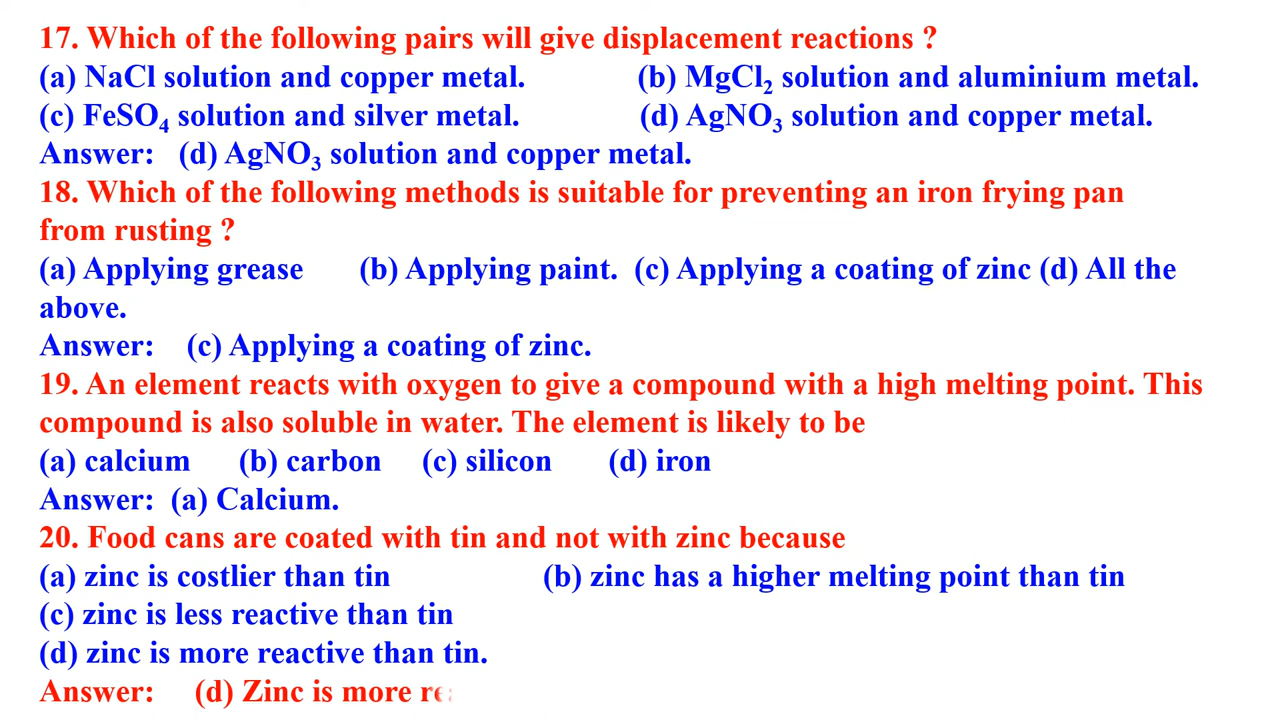 17. Which of the following pairs will give displacement reactions ?
(a) NaCl solution and copper metal. (b) MgCl₂ solution and aluminium metal.
(c) FeSO₄ solution and silver metal. (d) AgNO₃ solution and copper metal.
Answer: (d) AgNO₃ solution and copper metal.
18. Which of the following methods is suitable for preventing an iron frying pan
from rusting ?
(a) Applying grease (b) Applying paint. (c) Applying a coating of zinc (d) All the
above.
Answer: (c) Applying a coating of zinc.
19. An element reacts with oxygen to give a compound with a high melting point. This
compound is also soluble in water. The element is likely to be
(a) calcium (b) carbon (c) silicon (d) iron
Answer: (a) Calcium.
20. Food cans are coated with tin and not with zinc because
(a) zinc is costlier than tin (b) zinc has a higher melting point than tin
(c) zinc is less reactive than tin
(d) zinc is more reactive than tin.
Answer: (d) Zinc is more